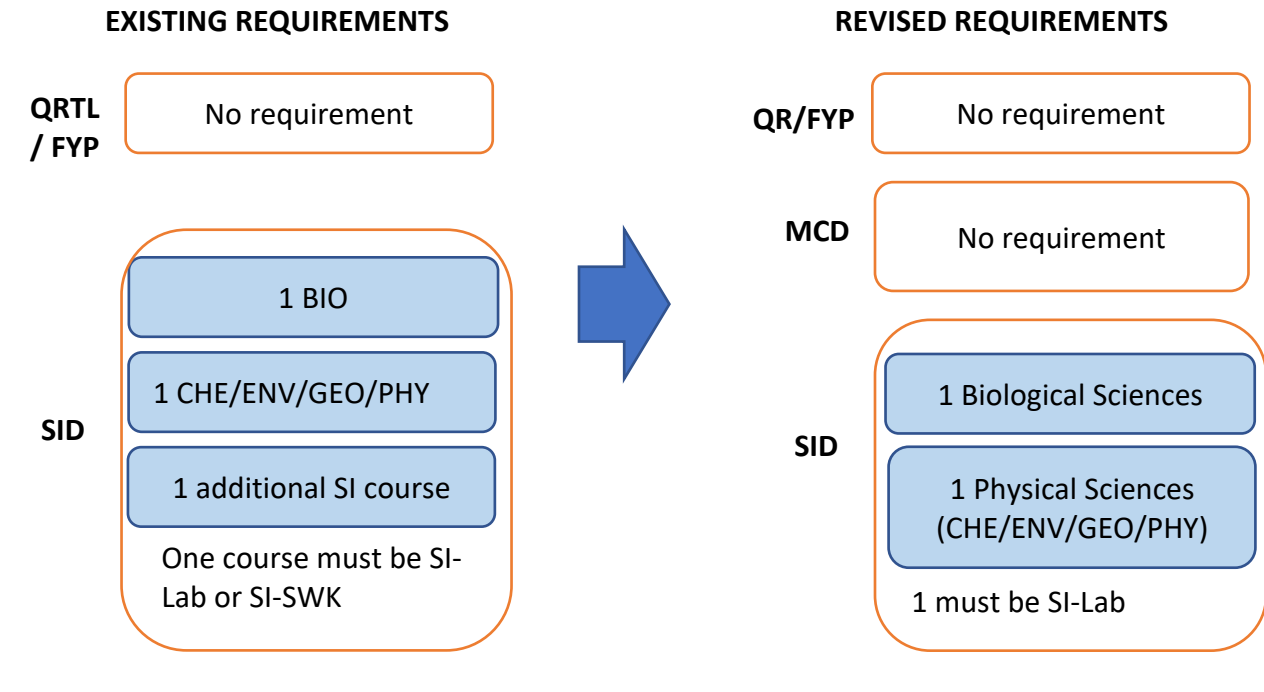 EXISTING REQUIREMENTS
QRTL
/ FYP
No requirement
SID
1 BIO
1 CHE/ENV/GEO/PHY
1 additional SI course
One course must be SI-
Lab or SI-SWK
REVISED REQUIREMENTS
QR/FYP
No requirement
MCD
No requirement
SID
1 Biological Sciences
1 Physical Sciences
(CHE/ENV/GEO/PHY)
1 must be SI-Lab